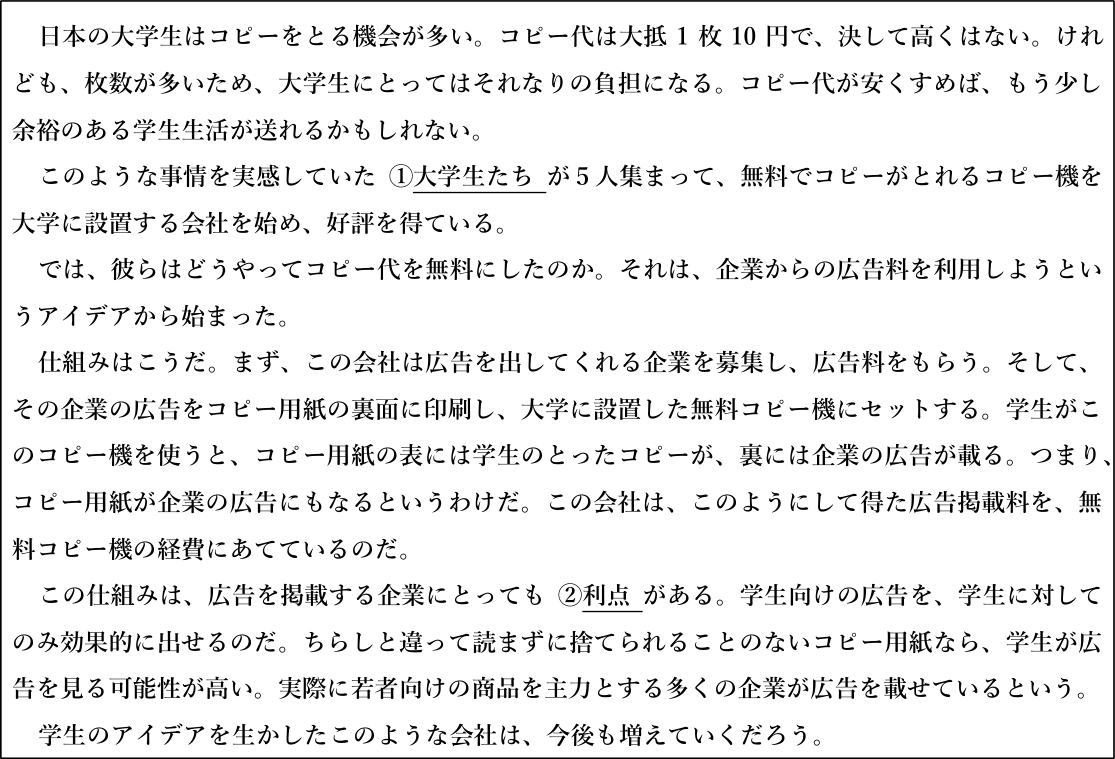 日本の大学生はコピーをとる機会が多い。コピー代は大抵 1 枚 10 円で、決して高くはない。けれ
ども、枚数が多いため、大学生にとってはそれなりの負担になる。コピー代が安くすめば、もう少し
余裕のある学生生活が送れるかもしれない。
このような事情を実感していた ①大学生たち が５人集まって、無料でコピーがとれるコピー機を
大学に設置する会社を始め、好評を得ている。
では、彼らはどうやってコピー代を無料にしたのか。それは、企業からの広告料を利用しようとい
うアイデアから始まった。
仕組みはこうだ。まず、この会社は広告を出してくれる企業を募集し、広告料をもらう。そして、
その企業の広告をコピー用紙の裏面に印刷し、大学に設置した無料コピー機にセットする。学生がこ
のコピー機を使うと、コピー用紙の表には学生のとったコピーが、裏には企業の広告が載る。つまり、
コピー用紙が企業の広告にもなるというわけだ。この会社は、このようにして得た広告掲載料を、無
料コピー機の経費にあてているのだ。
この仕組みは、広告を掲載する企業にとっても ②利点 がある。学生向けの広告を、学生に対して
のみ効果的に出せるのだ。ちらしと違って読まずに捨てられることのないコピー用紙なら、学生が広
告を見る可能性が高い。実際に若者向けの商品を主力とする多くの企業が広告を載せているという。
学生のアイデアを生かしたこのような会社は、今後も増えていくだろう。